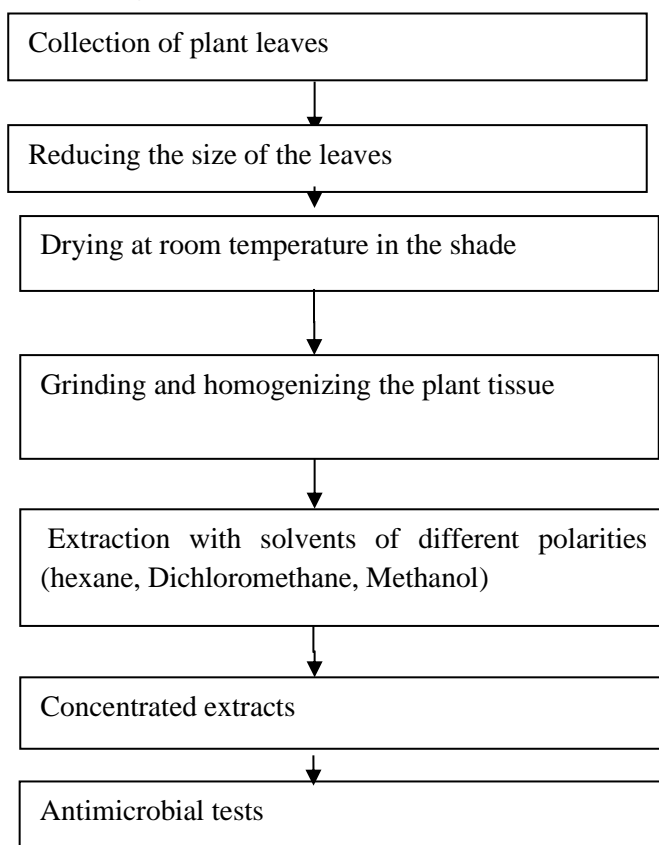 Collection of plant leaves
Reducing the size of the leaves
Drying at room temperature in the shade
Grinding and homogenizing the plant tissue
Extraction with solvents of different polarities
(hexane, Dichloromethane, Methanol)
Concentrated extracts
Antimicrobial tests